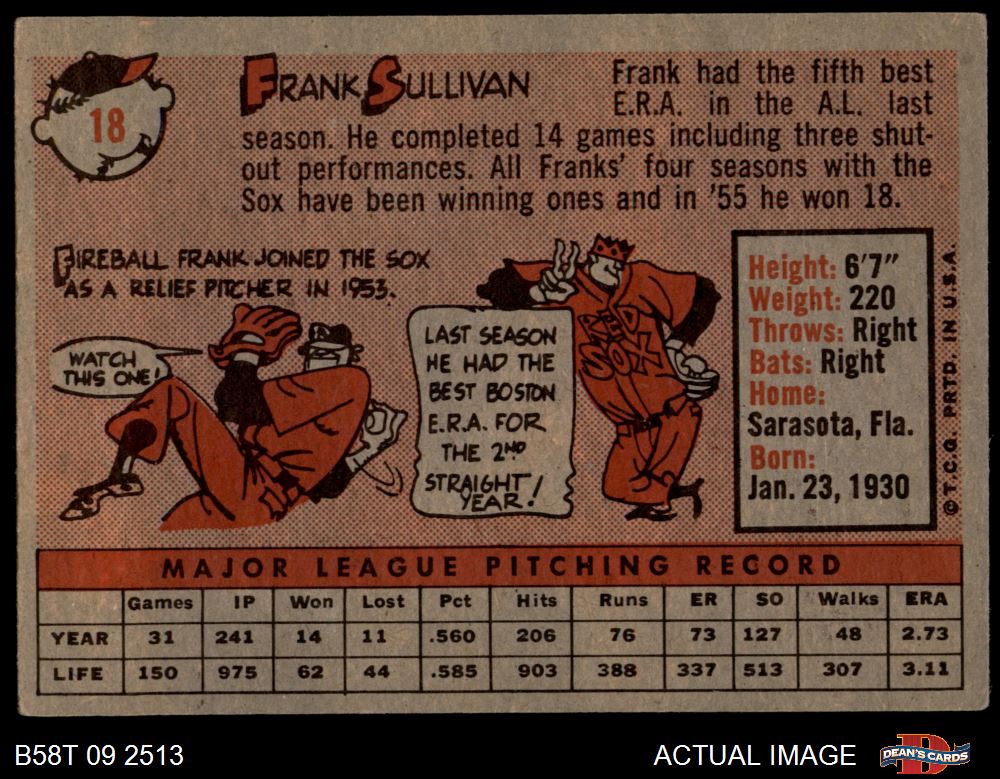 18
FRANK SULLIVAN
Frank had the fifth best
E.R.A. in the A.L. last
season. He completed 14 games including three shut-
out performances. All Franks' four seasons with the
Sox have been winning ones and in '55 he won 18.
FIREBALL FRANK JOINED THE SOX
AS A RELIEF PITCHER IN 1953.
WATCH
THIS ONE!
LAST SEASON
HE HAD THE
BEST BOSTON
E.R.A. FOR
THE 2ND
STRAIGHT
YEAR!
RED
SOX
Height: 6'7"
Weight: 220
Throws: Right
Bats: Right
Home:
Sarasota, Fla.
Born:
Jan. 23, 1930
©T.C.G. PRTD. IN U.S.A.
MAJOR LEAGUE PITCHING RECORD
Games IP Won Lost Pct Hits Runs ER SO Walks ERA
YEAR 31 241 14 11 .560 206 76 73 127 48 2.73
LIFE 150 975 62 44 .585 903 388 337 513 307 3.11
B58T 09 2513
ACTUAL IMAGE
DEAN'S CARDS